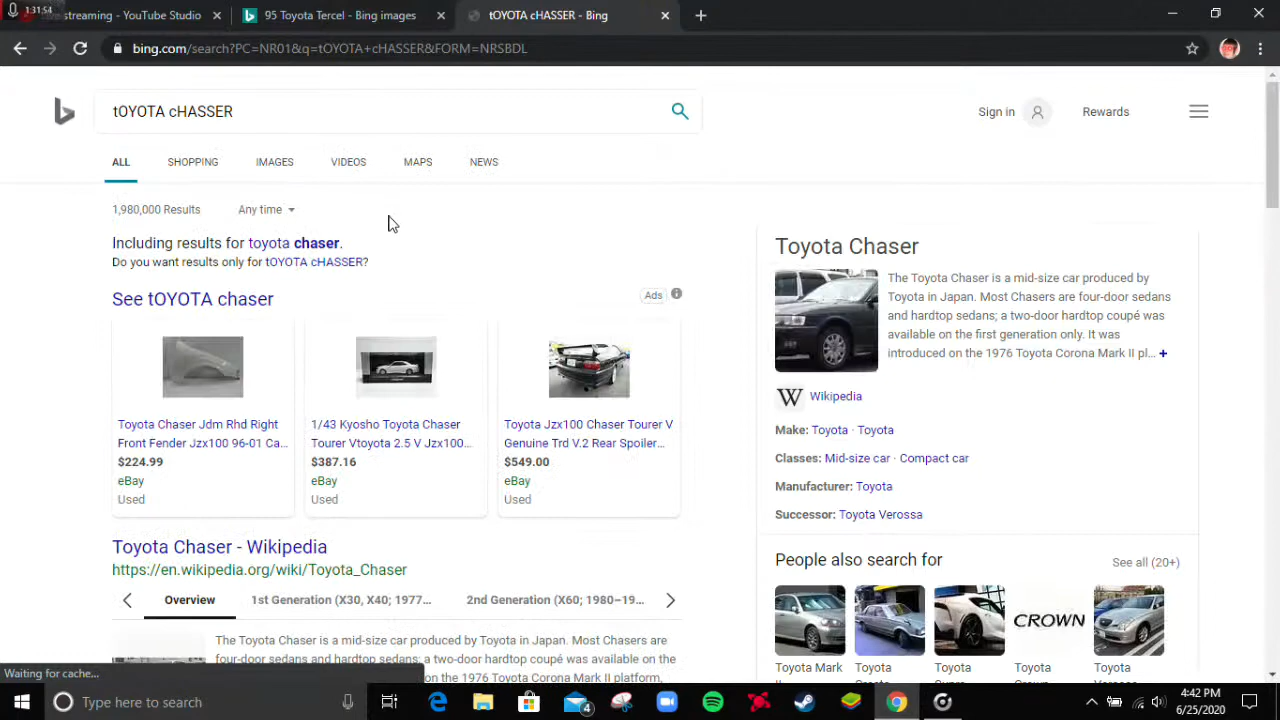 1:31:54
streaming - YouTube Studio
95 Toyota Tercel - Bing images
tOYOTA cHASSER - Bing
bing.com/search?PC=NR01&q=tOYOTA+cHASSER&FORM=NRSBDL
tOYOTA cHASSER
Sign in
Rewards
ALL
SHOPPING
IMAGES
VIDEOS
MAPS
NEWS
1,980,000 Results
Any time
Including results for toyota chaser.
Do you want results only for tOYOTA cHASSER?
See tOYOTA chaser
Ads
Toyota Chaser Jdm Rhd Right
Front Fender Jzx100 96-01 Ca...
$224.99
eBay
Used
1/43 Kyosho Toyota Chaser
Tourer Vtoyota 2.5 V Jzx100...
$387.16
eBay
Used
Toyota Jzx100 Chaser Tourer V
Genuine Trd V.2 Rear Spoiler...
$549.00
eBay
Used
Toyota Chaser - Wikipedia
https://en.wikipedia.org/wiki/Toyota_Chaser
Overview
1st Generation (X30, X40; 1977...
2nd Generation (X60; 1980–19...
The Toyota Chaser is a mid-size car produced by Toyota in Japan. Most Chasers are
four-door sedans and hardtop sedans; a two-door hardtop coupé was available on the
on the 1976 Toyota Corona Mark II platform,
Toyota Chaser
The Toyota Chaser is a mid-size car produced by
Toyota in Japan. Most Chasers are four-door sedans
and hardtop sedans; a two-door hardtop coupé was
available on the first generation only. It was
introduced on the 1976 Toyota Corona Mark II pl... +
W
Wikipedia
Make: Toyota · Toyota
Classes: Mid-size car · Compact car
Manufacturer: Toyota
Successor: Toyota Verossa
People also search for
See all (20+)
CROWN
Toyota Mark
Toyota
Toyota
Toyota
Toyota
Waiting for cache...
Type here to search
4
4:42 PM
6/25/2020